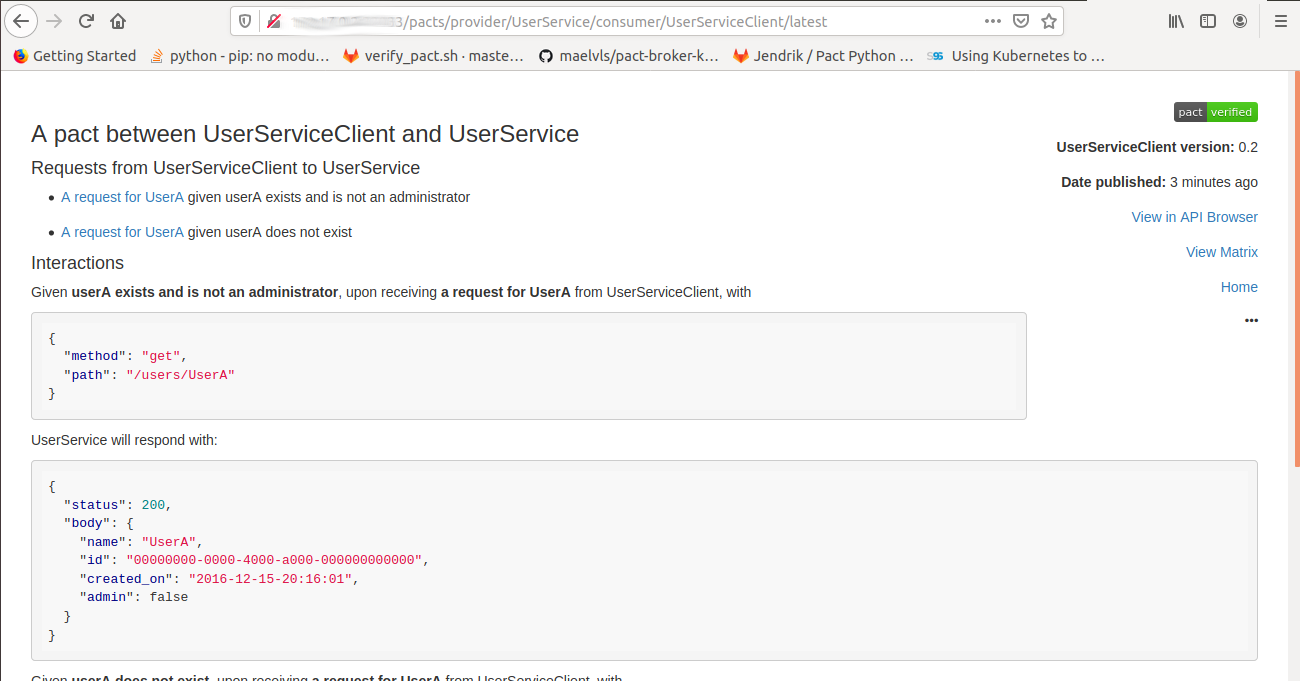 3/pacts/provider/UserService/consumer/UserServiceClient/latest
Getting Started python - pip: no modu… verify_pact.sh · maste… maelvls/pact-broker-k… Jendrik / Pact Python … S96 Using Kubernetes to …
pact verified
A pact between UserServiceClient and UserService
UserServiceClient version: 0.2
Requests from UserServiceClient to UserService
Date published: 3 minutes ago
• A request for UserA given userA exists and is not an administrator
View in API Browser
• A request for UserA given userA does not exist
View Matrix
Interactions
Home
Given userA exists and is not an administrator, upon receiving a request for UserA from UserServiceClient, with
{
"method": "get",
"path": "/users/UserA"
}
UserService will respond with:
{
"status": 200,
"body": {
"name": "UserA",
"id": "00000000-0000-4000-a000-000000000000",
"created_on": "2016-12-15-20:16:01",
"admin": false
}
}
Given userA does not exist, upon receiving a request for UserA from UserServiceClient, with